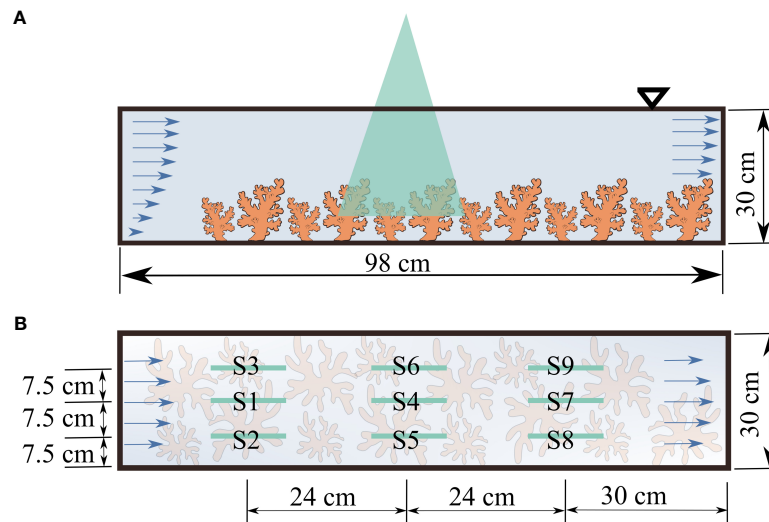 A
30 cm
98 cm
B
S3 S6 S9
7.5 cm
S1 S4 S7
7.5 cm
30 cm
S2 S5 S8
7.5 cm
24 cm 24 cm 30 cm